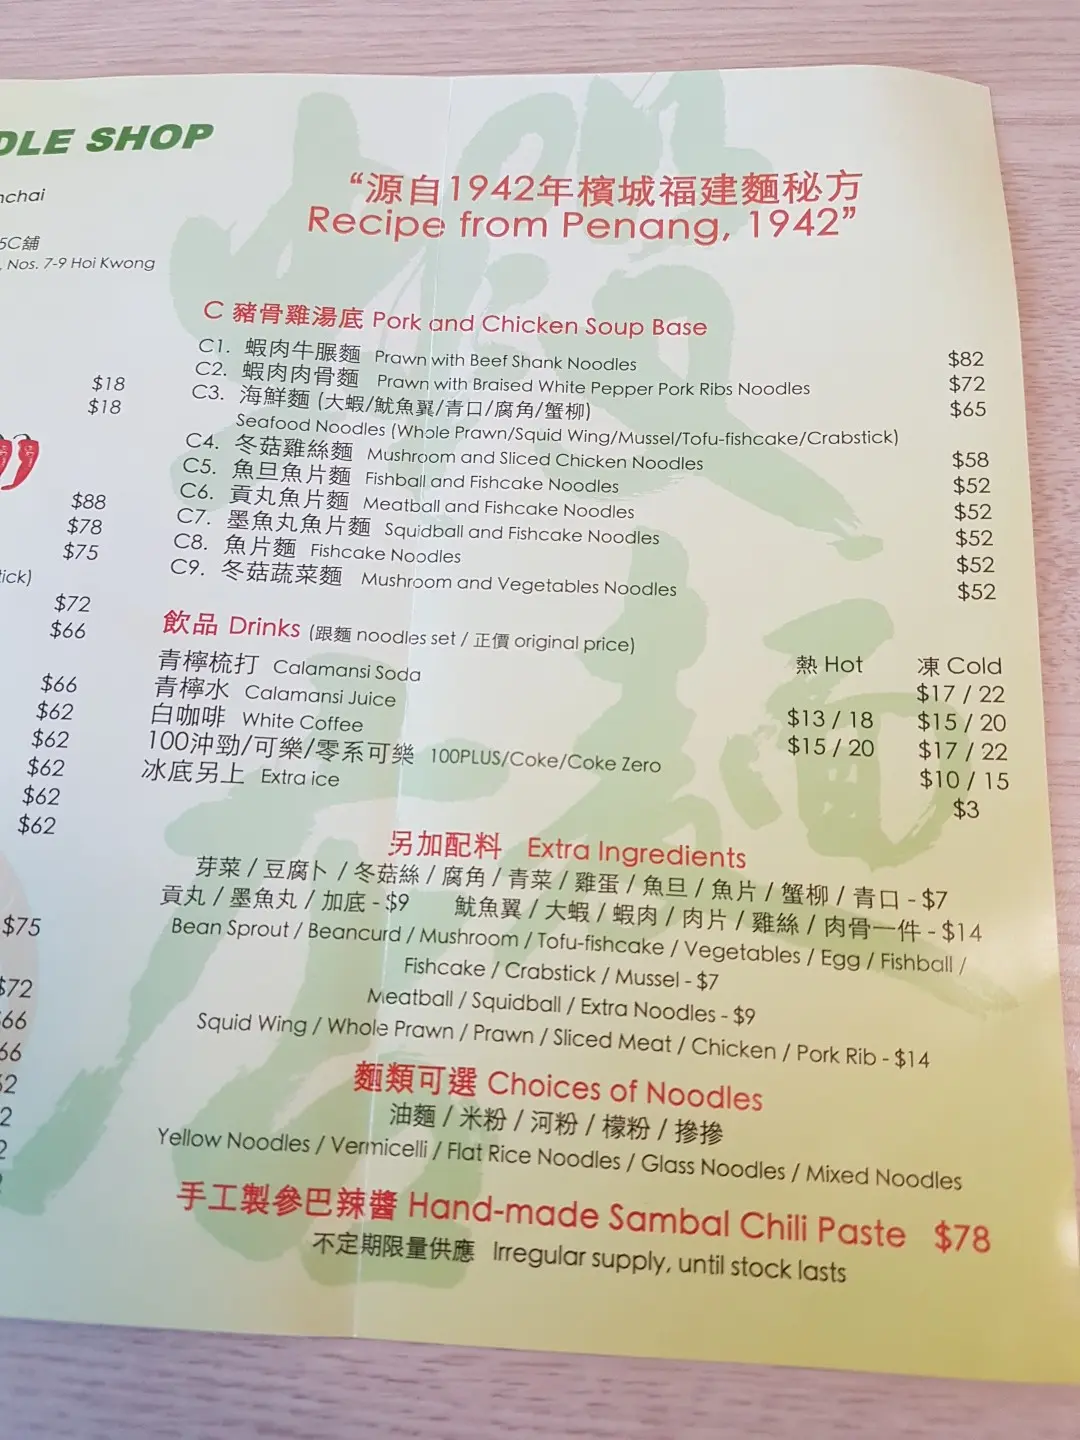 DLE SHOP
nchai
5C舖
, Nos. 7-9 Hoi Kwong
$18
$18
$88
$78
$75
tick)
$72
$66
$66
$62
$62
$62
$62
$62
$75
$72
66
66
2
2
2
“源自1942年檳城福建麵秘方
Recipe from Penang, 1942”
C 豬骨雞湯底 Pork and Chicken Soup Base
C1. 蝦肉牛𦟌麵 Prawn with Beef Shank Noodles $82
C2. 蝦肉肉骨麵 Prawn with Braised White Pepper Pork Ribs Noodles $72
C3. 海鮮麵 (大蝦/魷魚翼/青口/腐角/蟹柳) $65
Seafood Noodles (Whole Prawn/Squid Wing/Mussel/Tofu-fishcake/Crabstick)
C4. 冬菇雞絲麵 Mushroom and Sliced Chicken Noodles $58
C5. 魚旦魚片麵 Fishball and Fishcake Noodles $52
C6. 貢丸魚片麵 Meatball and Fishcake Noodles $52
C7. 墨魚丸魚片麵 Squidball and Fishcake Noodles $52
C8. 魚片麵 Fishcake Noodles $52
C9. 冬菇蔬菜麵 Mushroom and Vegetables Noodles $52
飲品 Drinks (跟麵 noodles set / 正價 original price)
熱 Hot 凍 Cold
青檸梳打 Calamansi Soda $17 / 22
青檸水 Calamansi Juice $13 / 18 $15 / 20
白咖啡 White Coffee $15 / 20 $17 / 22
100沖勁/可樂/零系可樂 100PLUS/Coke/Coke Zero $10 / 15
冰底另上 Extra ice $3
另加配料 Extra Ingredients
芽菜 / 豆腐卜 / 冬菇絲 / 腐角 / 青菜 / 雞蛋 / 魚旦 / 魚片 / 蟹柳 / 青口 - $7
貢丸 / 墨魚丸 / 加底 - $9 魷魚翼 / 大蝦 / 蝦肉 / 肉片 / 雞絲 / 肉骨一件 - $14
Bean Sprout / Beancurd / Mushroom / Tofu-fishcake / Vegetables / Egg / Fishball /
Fishcake / Crabstick / Mussel - $7
Meatball / Squidball / Extra Noodles - $9
Squid Wing / Whole Prawn / Prawn / Sliced Meat / Chicken / Pork Rib - $14
麵類可選 Choices of Noodles
油麵 / 米粉 / 河粉 / 檬粉 / 摻摻
Yellow Noodles / Vermicelli / Flat Rice Noodles / Glass Noodles / Mixed Noodles
手工製參巴辣醬 Hand-made Sambal Chili Paste $78
不定期限量供應 Irregular supply, until stock lasts